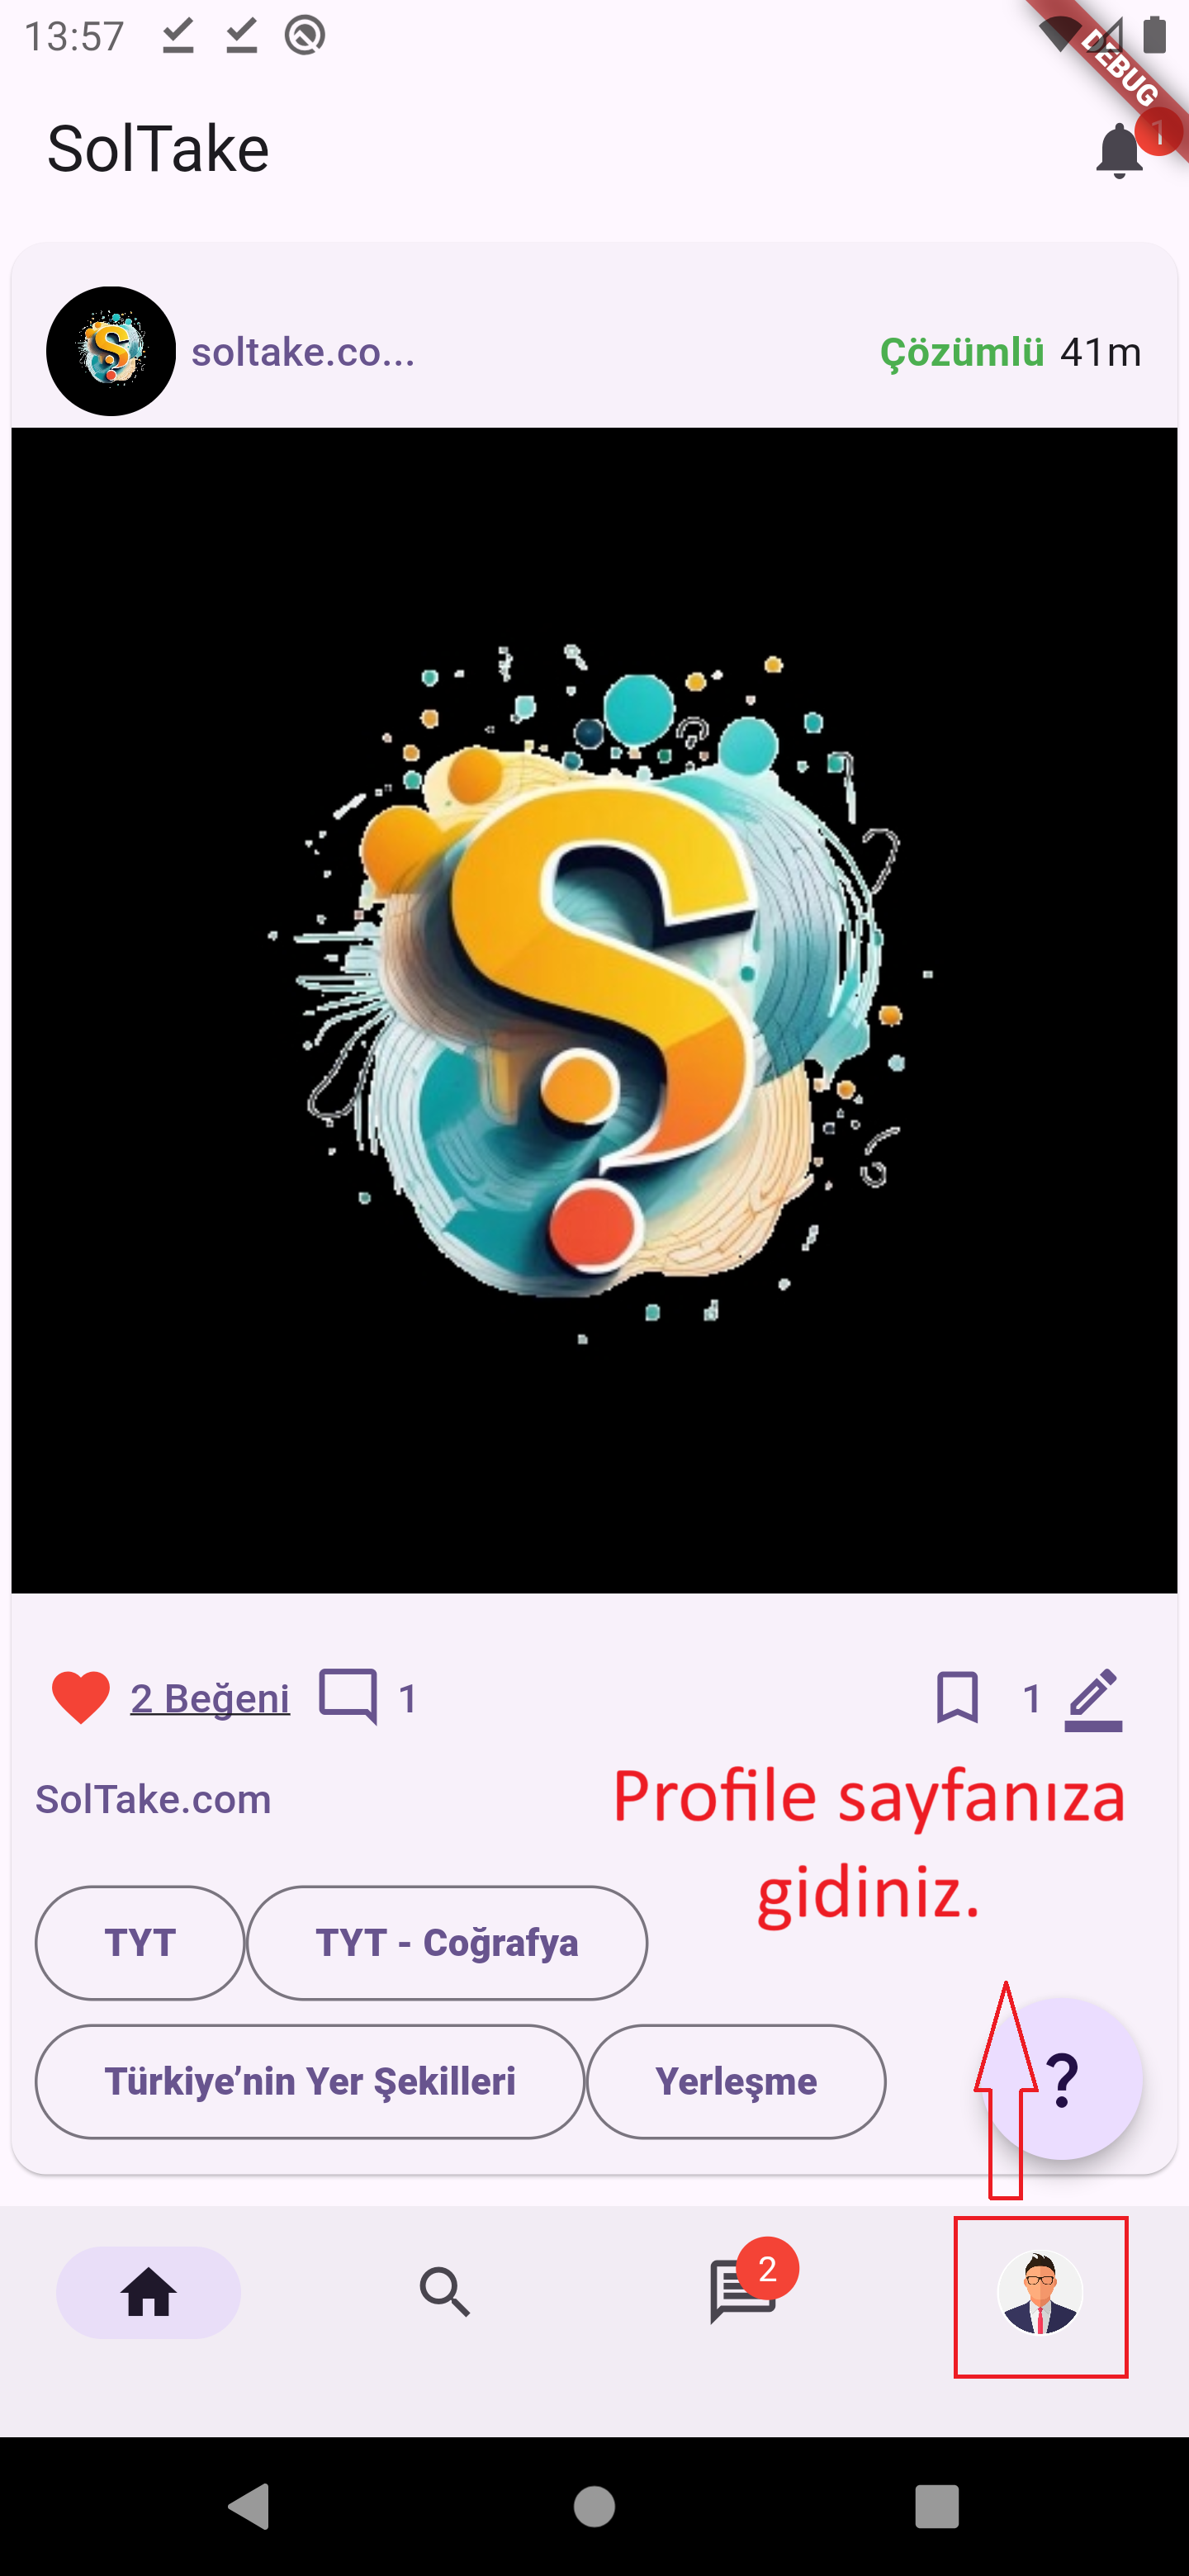 13:57
DEBUG
SolTake
1
soltake.co...
Çözümlü 41m
S
2 Beğeni 1
1
SolTake.com
Profile sayfanıza
gidiniz.
TYT
TYT - Coğrafya
Türkiye’nin Yer Şekilleri
Yerleşme
?
2